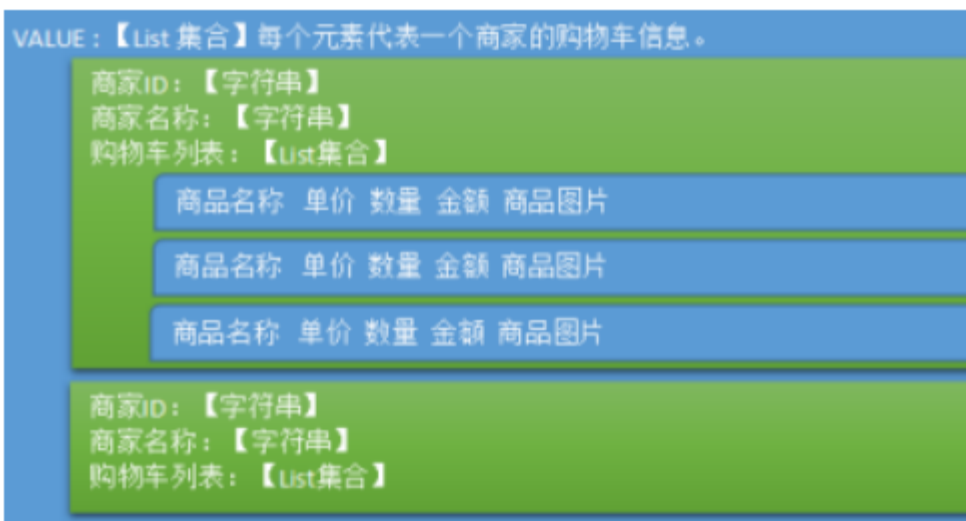 VALUE：【List 集合】每个元素代表一个商家的购物车信息。
商家ID：【字符串】
商家名称：【字符串】
购物车列表：【List集合】
商品名称 单价 数量 金额 商品图片
商品名称 单价 数量 金额 商品图片
商品名称 单价 数量 金额 商品图片
商家ID：【字符串】
商家名称：【字符串】
购物车列表：【List集合】